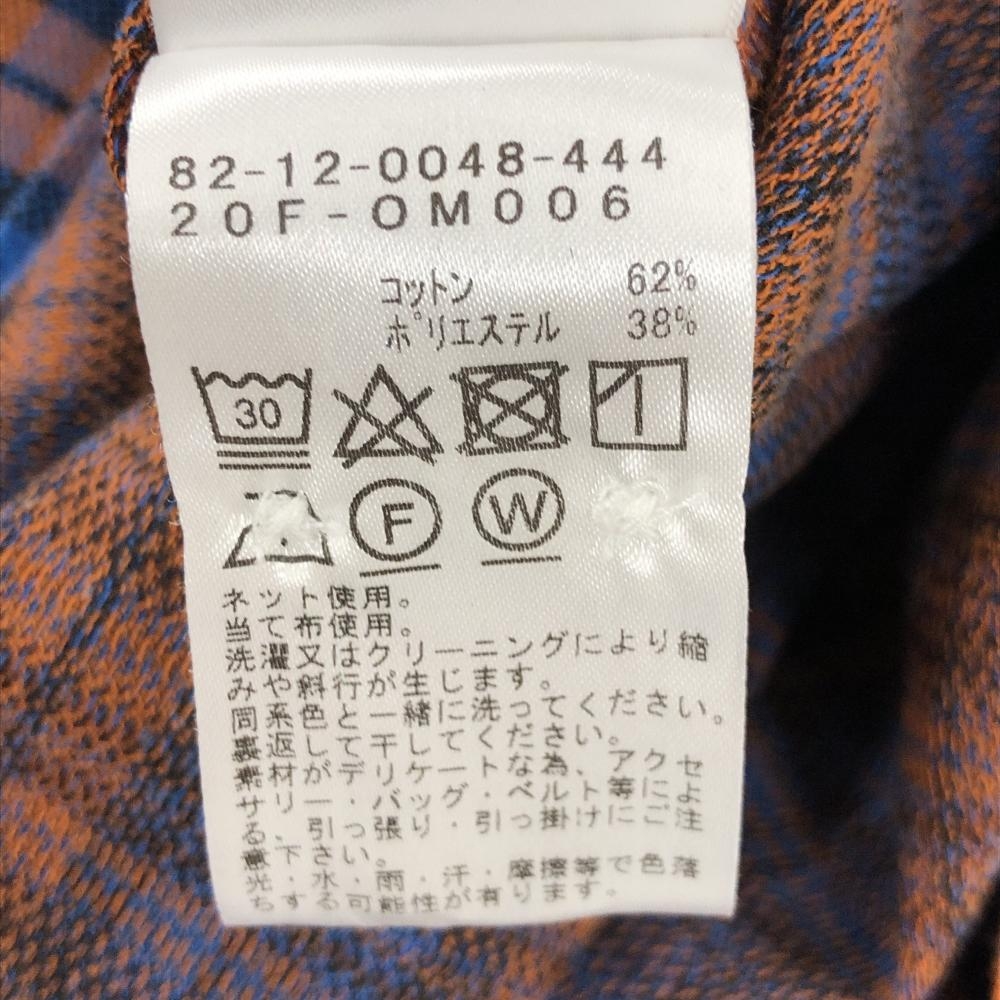 82-12-0048-444
20F-OM006
コットン 62%
ポリエステル 38%
30
F
W
ネット使用。
当て布使用。
洗濯又はクリーニングにより縮
みや斜行が生じます。
同系色と一緒に洗ってください。
裏返して干してください。
素材がデリケートな為、アクセ
サリー・バッグ・ベルト等によ
る、引っ張り・引っ掛けにご注
意下さい。
光・水・雨・汗・摩擦等で色落
ちする可能性が有ります。